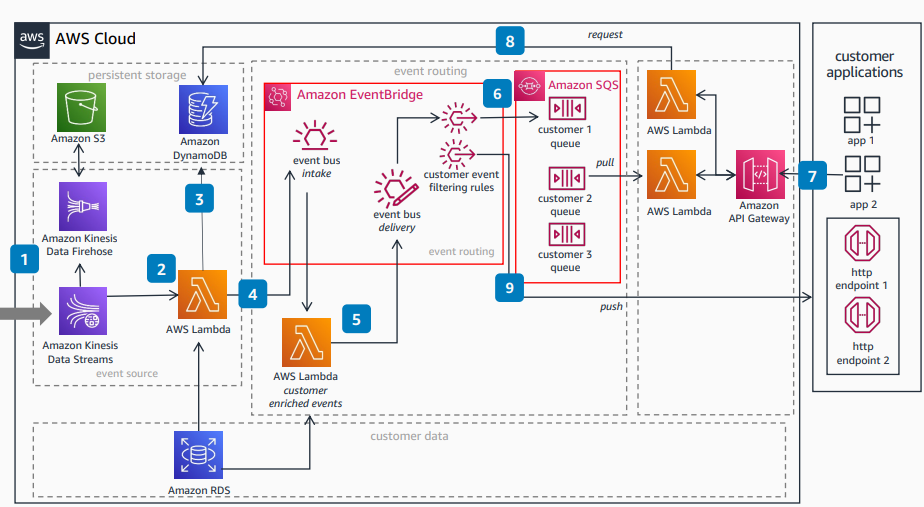 aws
AWS Cloud
8
request
persistent storage
Amazon S3
Amazon
DynamoDB
event routing
Amazon EventBridge
6
Amazon SQS
event bus
intake
customer event
filtering rules
event bus
delivery
event routing
customer 1
queue
pull
customer 2
queue
customer 3
queue
AWS Lambda
AWS Lambda
Amazon
API Gateway
7
customer
applications
app 1
app 2
http
endpoint 1
http
endpoint 2
1
Amazon Kinesis
Data Firehose
3
2
Amazon Kinesis
Data Streams
AWS Lambda
event source
4
5
AWS Lambda
customer
enriched events
9
push
customer data
Amazon RDS